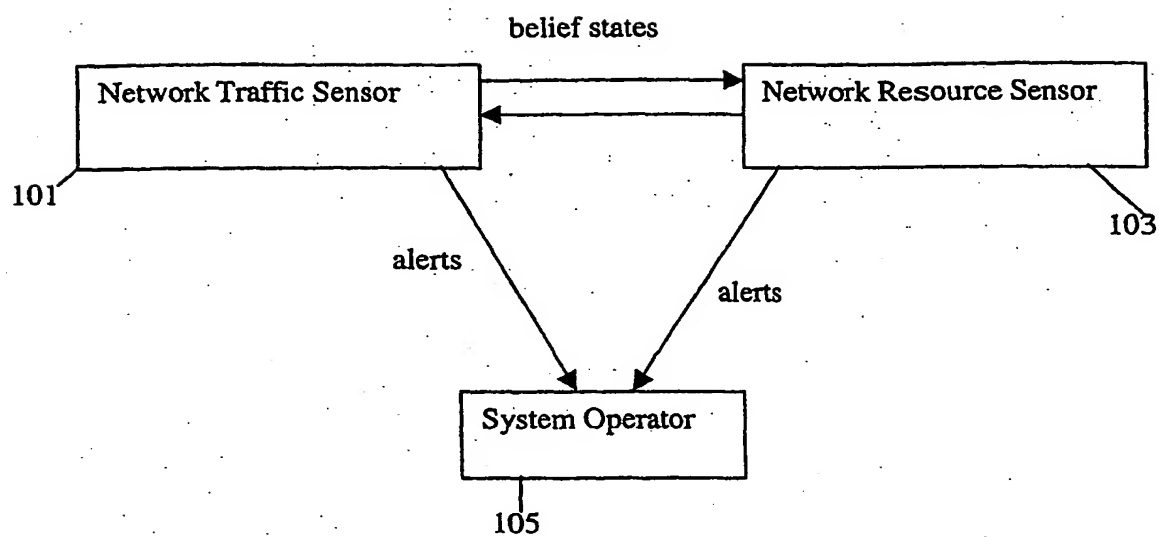 belief states
Network Traffic Sensor
Network Resource Sensor
101
103
alerts
alerts
System Operator
105